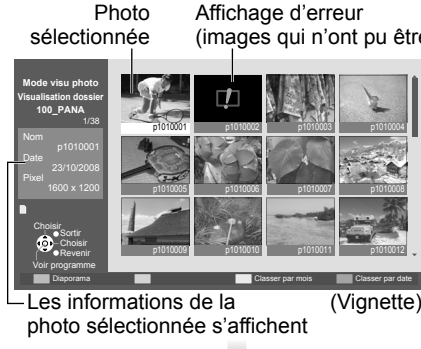 Photo
sélectionnée
Affichage d'erreur
(images qui n'ont pu êtr
Mode visu photo
Visualisation dossier
100_PANA
1/38
Nom
p1010001
Date
23/10/2008
Pixel
1600 x 1200
Choisir
Sortir
Choisir
Revenir
Voir programme
p1010001
p1010002
p1010003
p1010004
p1010005
p1010006
p1010007
p1010008
p1010009
p1010010
p1010011
p1010012
Diaporama
Classer par mois
Classer par date
Les informations de la
photo sélectionnée s'affichent
(Vignette)